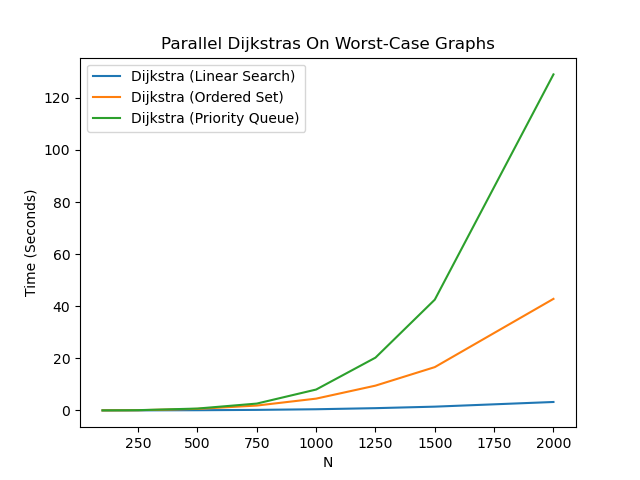 Parallel Dijkstras On Worst-Case Graphs
Dijkstra (Linear Search)
Dijkstra (Ordered Set)
Dijkstra (Priority Queue)
Time (Seconds)
120
100
80
60
40
20
0
250 500 750 1000 1250 1500 1750 2000
N